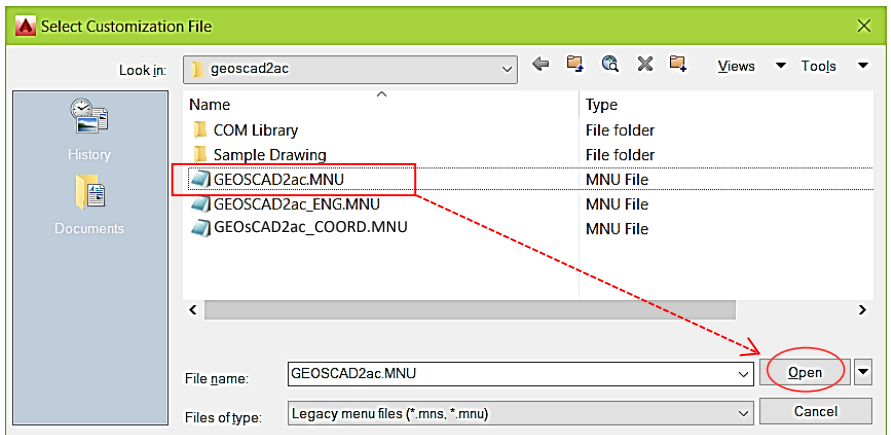 Select Customization File
Look in: geoscad2ac Views Tools
Name Type
COM Library File folder
Sample Drawing File folder
GEOSCAD2ac.MNU MNU File
GEOSCAD2ac_ENG.MNU MNU File
GEOsCAD2ac_COORD.MNU MNU File
History
Documents
File name: GEOSCAD2ac.MNU Open
Files of type: Legacy menu files (*.mns, *.mnu) Cancel